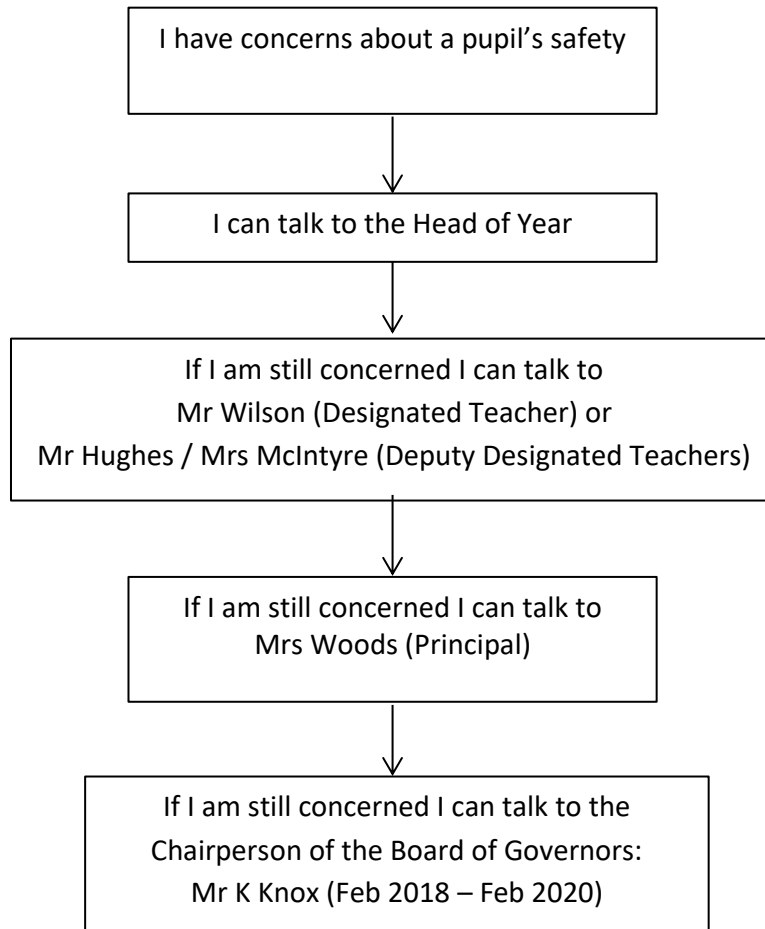 I have concerns about a pupil’s safety
I can talk to the Head of Year
If I am still concerned I can talk to
Mr Wilson (Designated Teacher) or
Mr Hughes / Mrs McIntyre (Deputy Designated Teachers)
If I am still concerned I can talk to
Mrs Woods (Principal)
If I am still concerned I can talk to the
Chairperson of the Board of Governors:
Mr K Knox (Feb 2018 – Feb 2020)